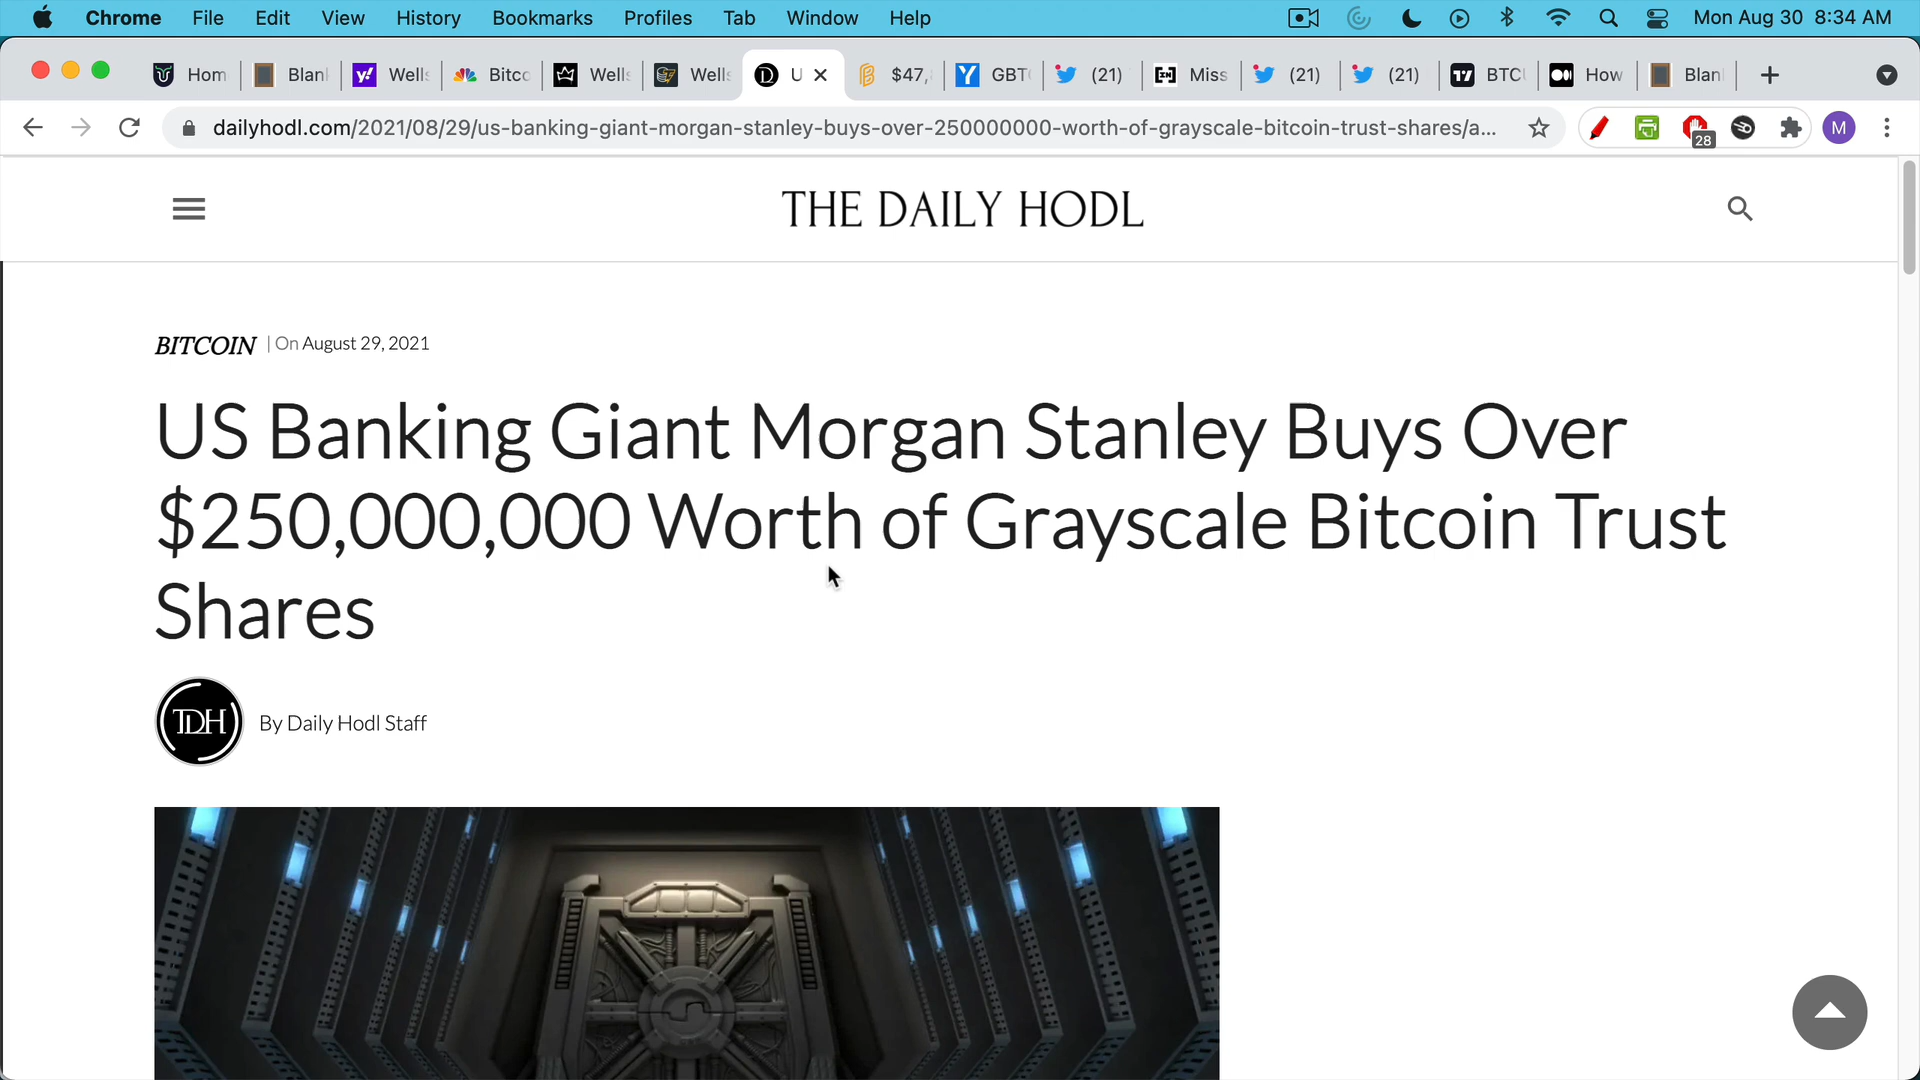 Chrome File Edit View History Bookmarks Profiles Tab Window Help Mon Aug 30 8:34 AM
Hom Blan Wells Bitco Wells Wells U $47, GBTC (21) Miss (21) (21) BTC How Blan
dailyhodl.com/2021/08/29/us-banking-giant-morgan-stanley-buys-over-250000000-worth-of-grayscale-bitcoin-trust-shares/a...
28
M
THE DAILY HODL
BITCOIN | On August 29, 2021
US Banking Giant Morgan Stanley Buys Over
$250,000,000 Worth of Grayscale Bitcoin Trust
Shares
TDH
By Daily Hodl Staff